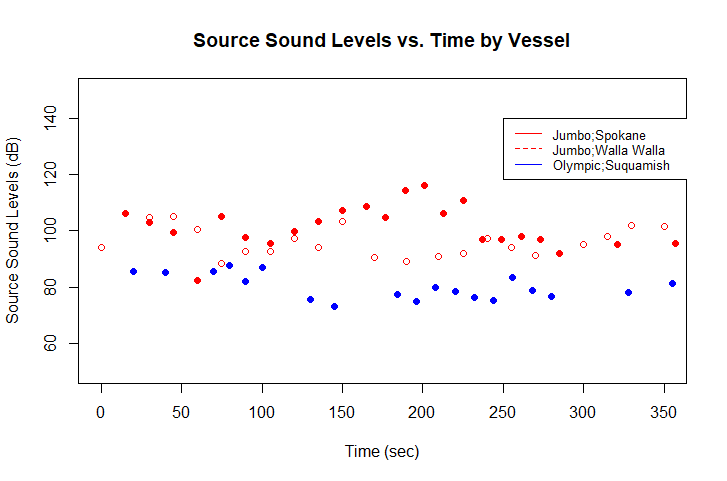 Source Sound Levels vs. Time by Vessel
Source Sound Levels (dB)
140
120
100
80
60
Jumbo;Spokane
Jumbo;Walla Walla
Olympic;Suquamish
0 50 100 150 200 250 300 350
Time (sec)